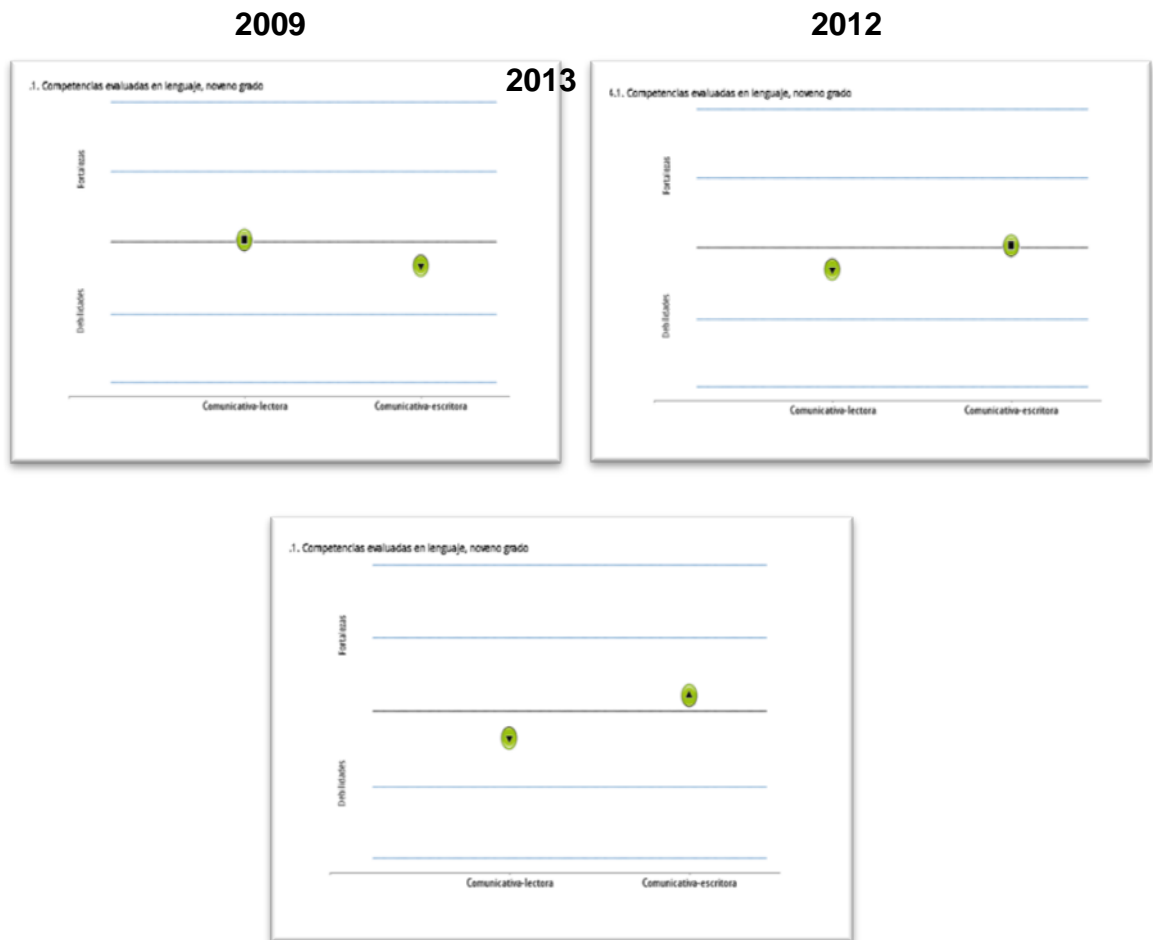 2009
2012
2013
.1. Competencias evaluadas en lenguaje, noveno grado
Fortalezas
Debilidades
Comunicativa-lectora
Comunicativa-escritora
4.1. Competencias evaluadas en lenguaje, noveno grado
Fortalezas
Debilidades
Comunicativa-lectora
Comunicativa-escritora
.1. Competencias evaluadas en lenguaje, noveno grado
Fortalezas
Debilidades
Comunicativa-lectora
Comunicativa-escritora